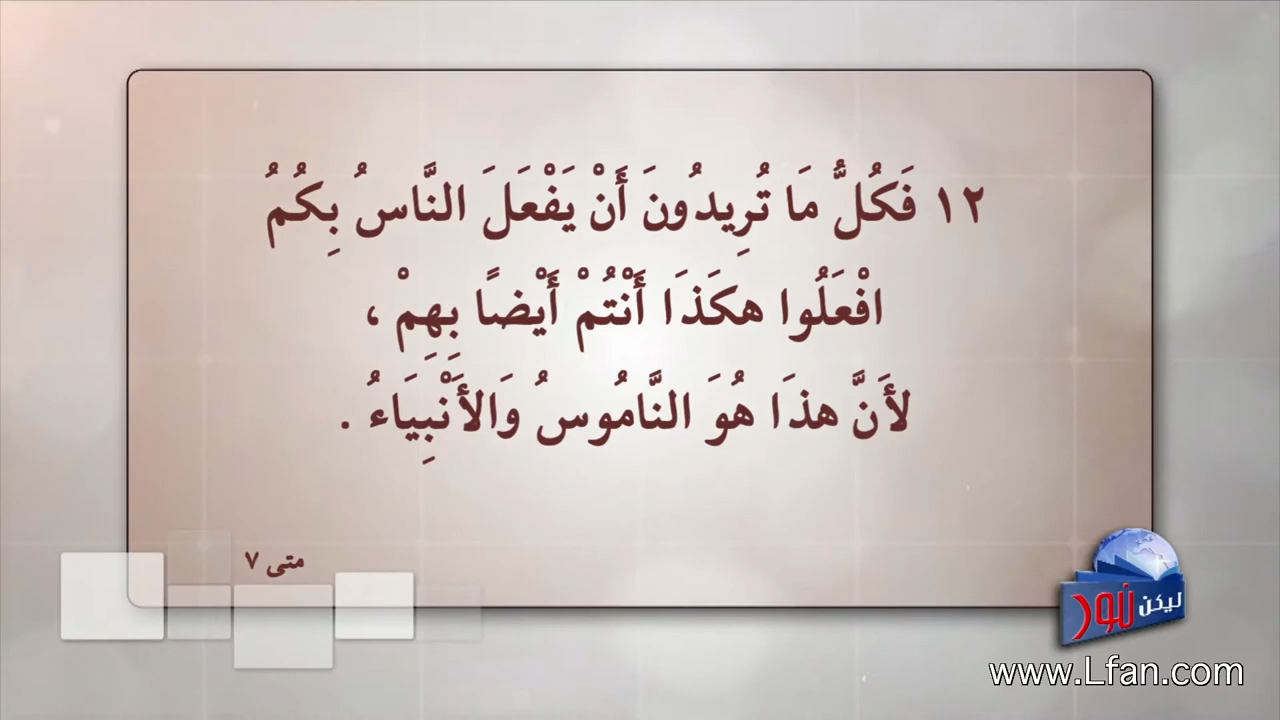 ١٢ فَكُلُّ مَا تُرِيدُونَ أَنْ يَفْعَلَ النَّاسُ بِكُمُ
افْعَلُوا هكَذَا أَنْتُمْ أَيْضًا بِهِمْ ،
لأَنَّ هذَا هُوَ النَّامُوسُ وَالأَنْبِيَاءُ .
متى ٧
ليكن نور
www.Lfan.com